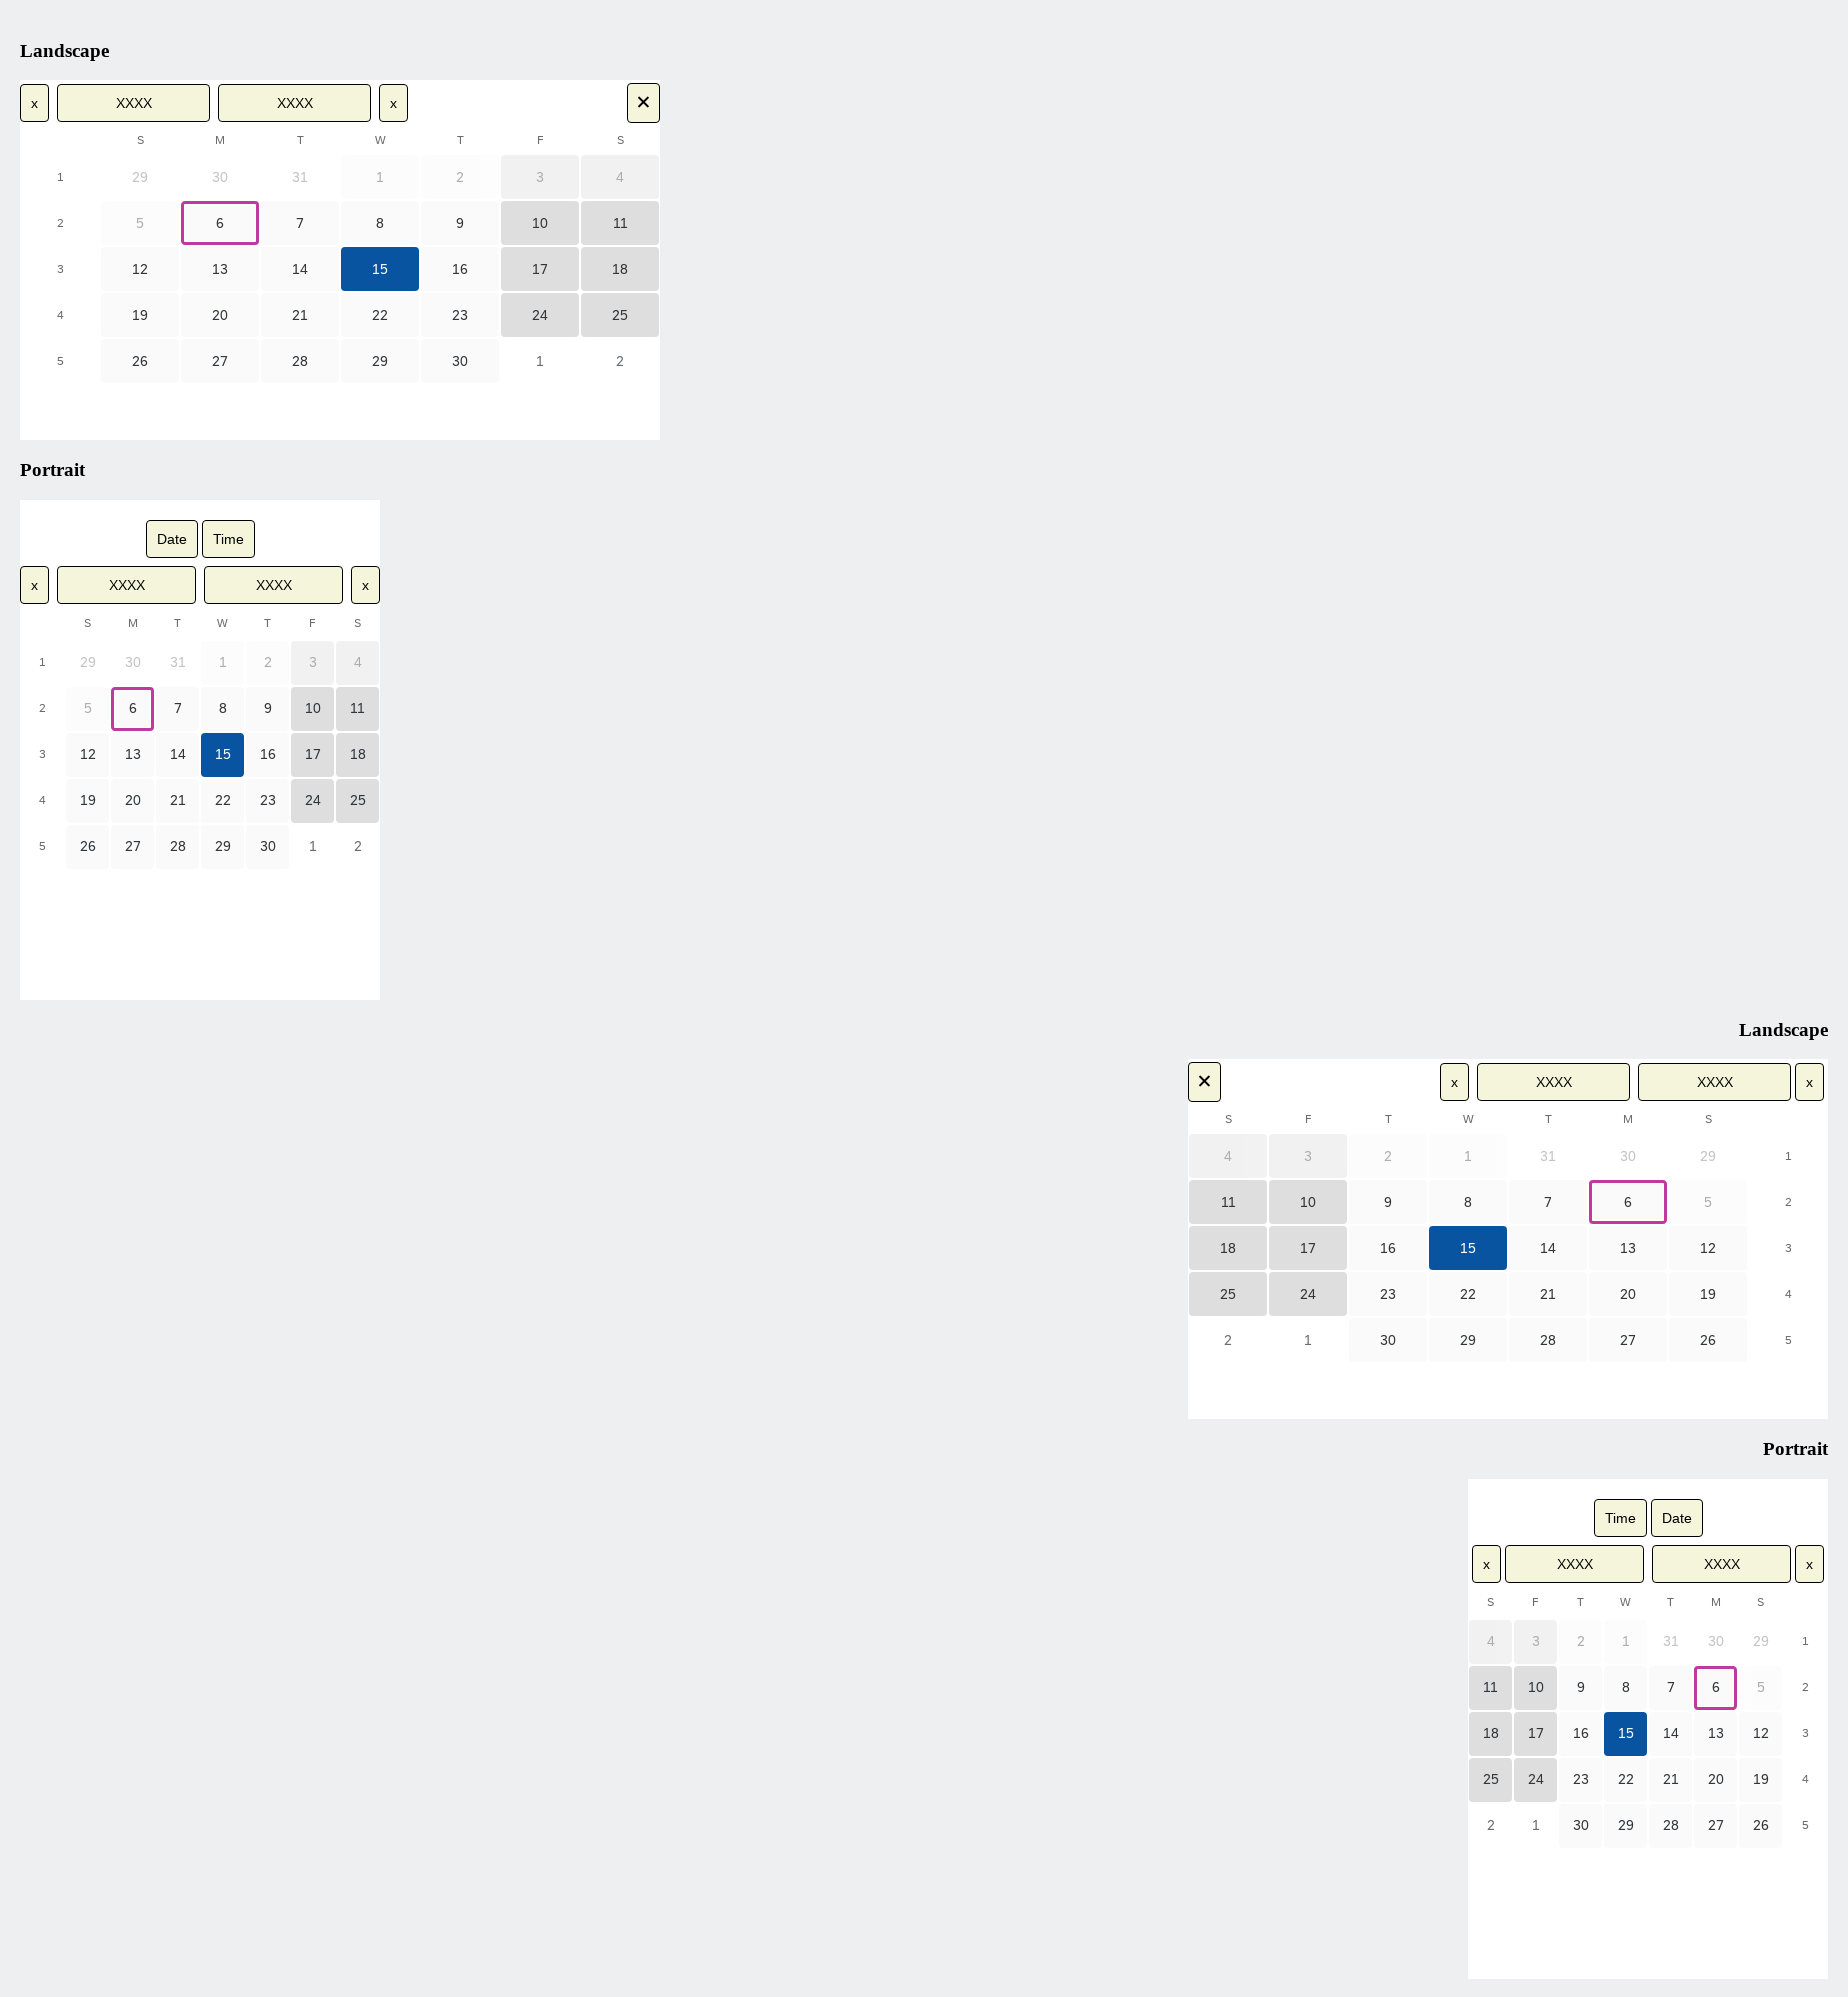 Landscape
x XXXX XXXX x ✕
S M T W T F S
1 29 30 31 1 2 3 4
2 5 6 7 8 9 10 11
3 12 13 14 15 16 17 18
4 19 20 21 22 23 24 25
5 26 27 28 29 30 1 2
Portrait
Date Time
x XXXX XXXX x
S M T W T F S
1 29 30 31 1 2 3 4
2 5 6 7 8 9 10 11
3 12 13 14 15 16 17 18
4 19 20 21 22 23 24 25
5 26 27 28 29 30 1 2
Landscape
✕ x XXXX XXXX x
S F T W T M S
4 3 2 1 31 30 29 1
11 10 9 8 7 6 5 2
18 17 16 15 14 13 12 3
25 24 23 22 21 20 19 4
2 1 30 29 28 27 26 5
Portrait
Time Date
x XXXX XXXX x
S F T W T M S
4 3 2 1 31 30 29 1
11 10 9 8 7 6 5 2
18 17 16 15 14 13 12 3
25 24 23 22 21 20 19 4
2 1 30 29 28 27 26 5